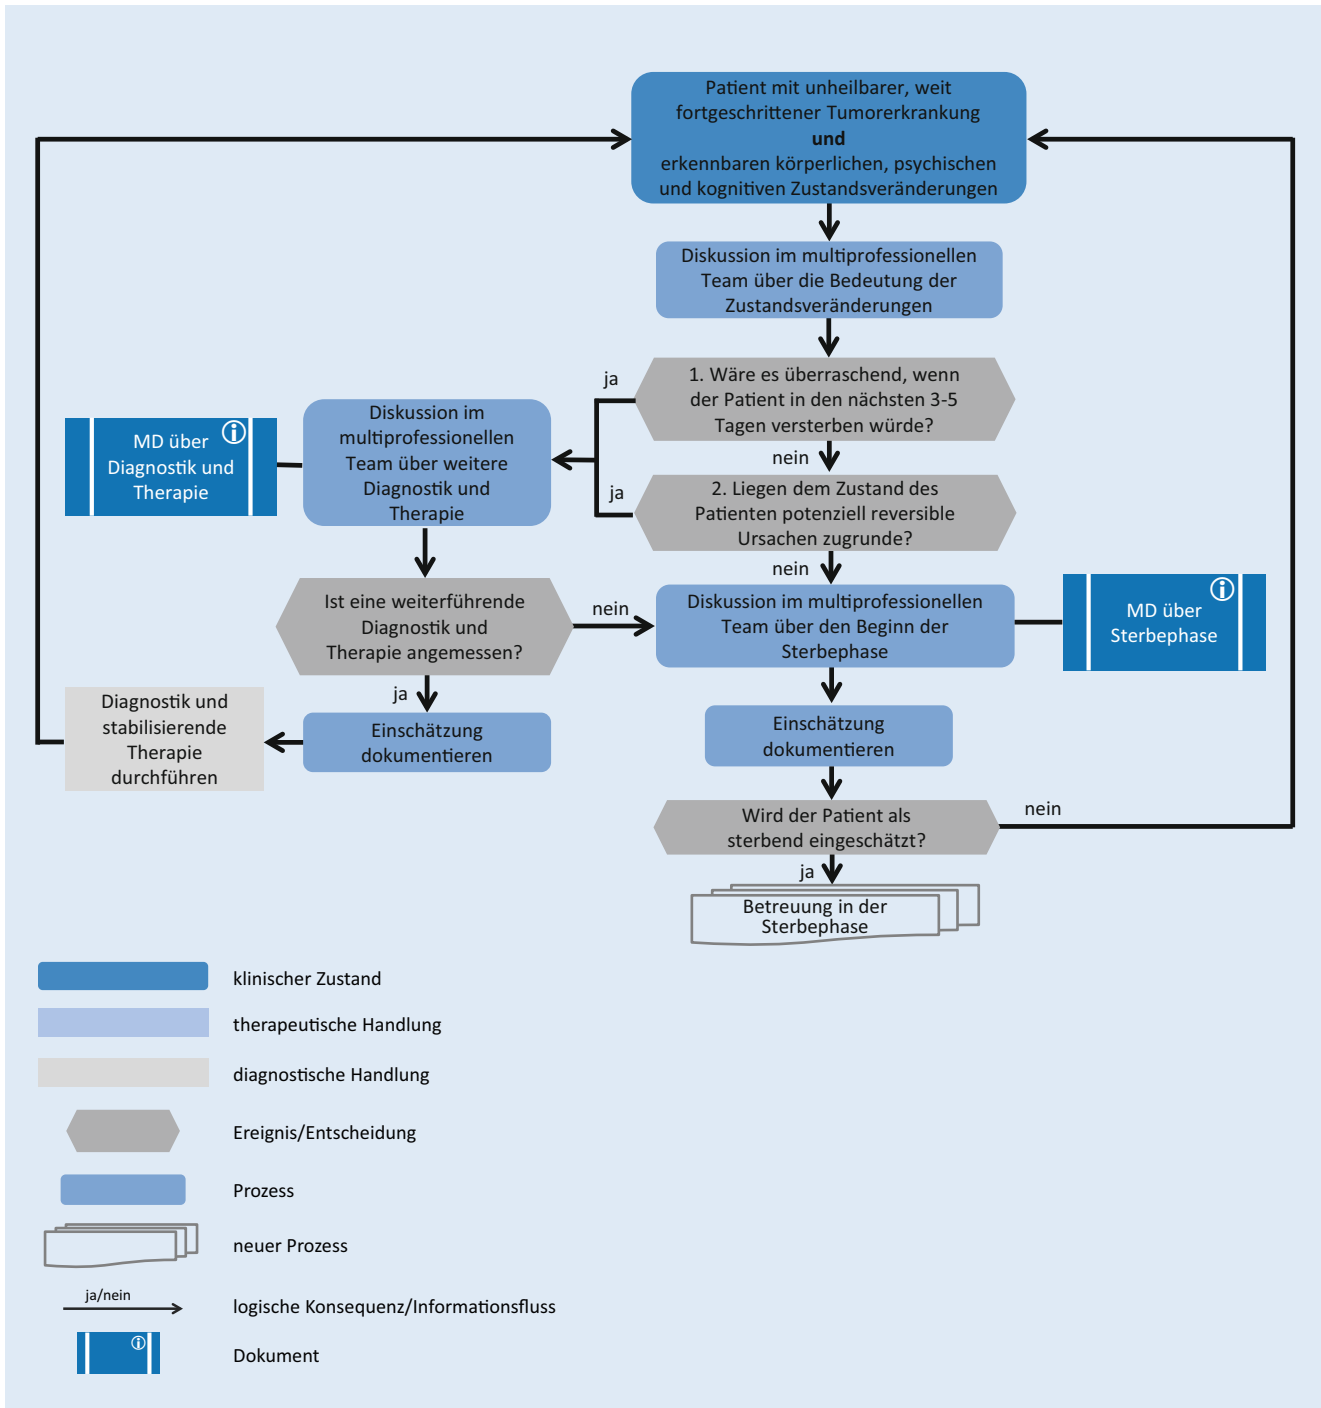 Patient mit unheilbarer, weit
fortgeschrittener Tumorerkrankung
und
erkennbaren körperlichen, psychischen
und kognitiven Zustandsveränderungen
Diskussion im multiprofessionellen
Team über die Bedeutung der
Zustandsveränderungen
1. Wäre es überraschend, wenn
der Patient in den nächsten 3-5
Tagen versterben würde?
ja
nein
Diskussion im
multiprofessionellen
Team über weitere
Diagnostik und
Therapie
MD über
Diagnostik und
Therapie
2. Liegen dem Zustand des
Patienten potenziell reversible
Ursachen zugrunde?
ja
nein
Ist eine weiterführende
Diagnostik und
Therapie angemessen?
nein
ja
Diskussion im multiprofessionellen
Team über den Beginn der
Sterbephase
MD über
Sterbephase
Diagnostik und
stabilisierende
Therapie
durchführen
Einschätzung
dokumentieren
Einschätzung
dokumentieren
Wird der Patient als
sterbend eingeschätzt?
nein
ja
Betreuung in der
Sterbephase
klinischer Zustand
therapeutische Handlung
diagnostische Handlung
Ereignis/Entscheidung
Prozess
neuer Prozess
ja/nein
logische Konsequenz/Informationsfluss
Dokument